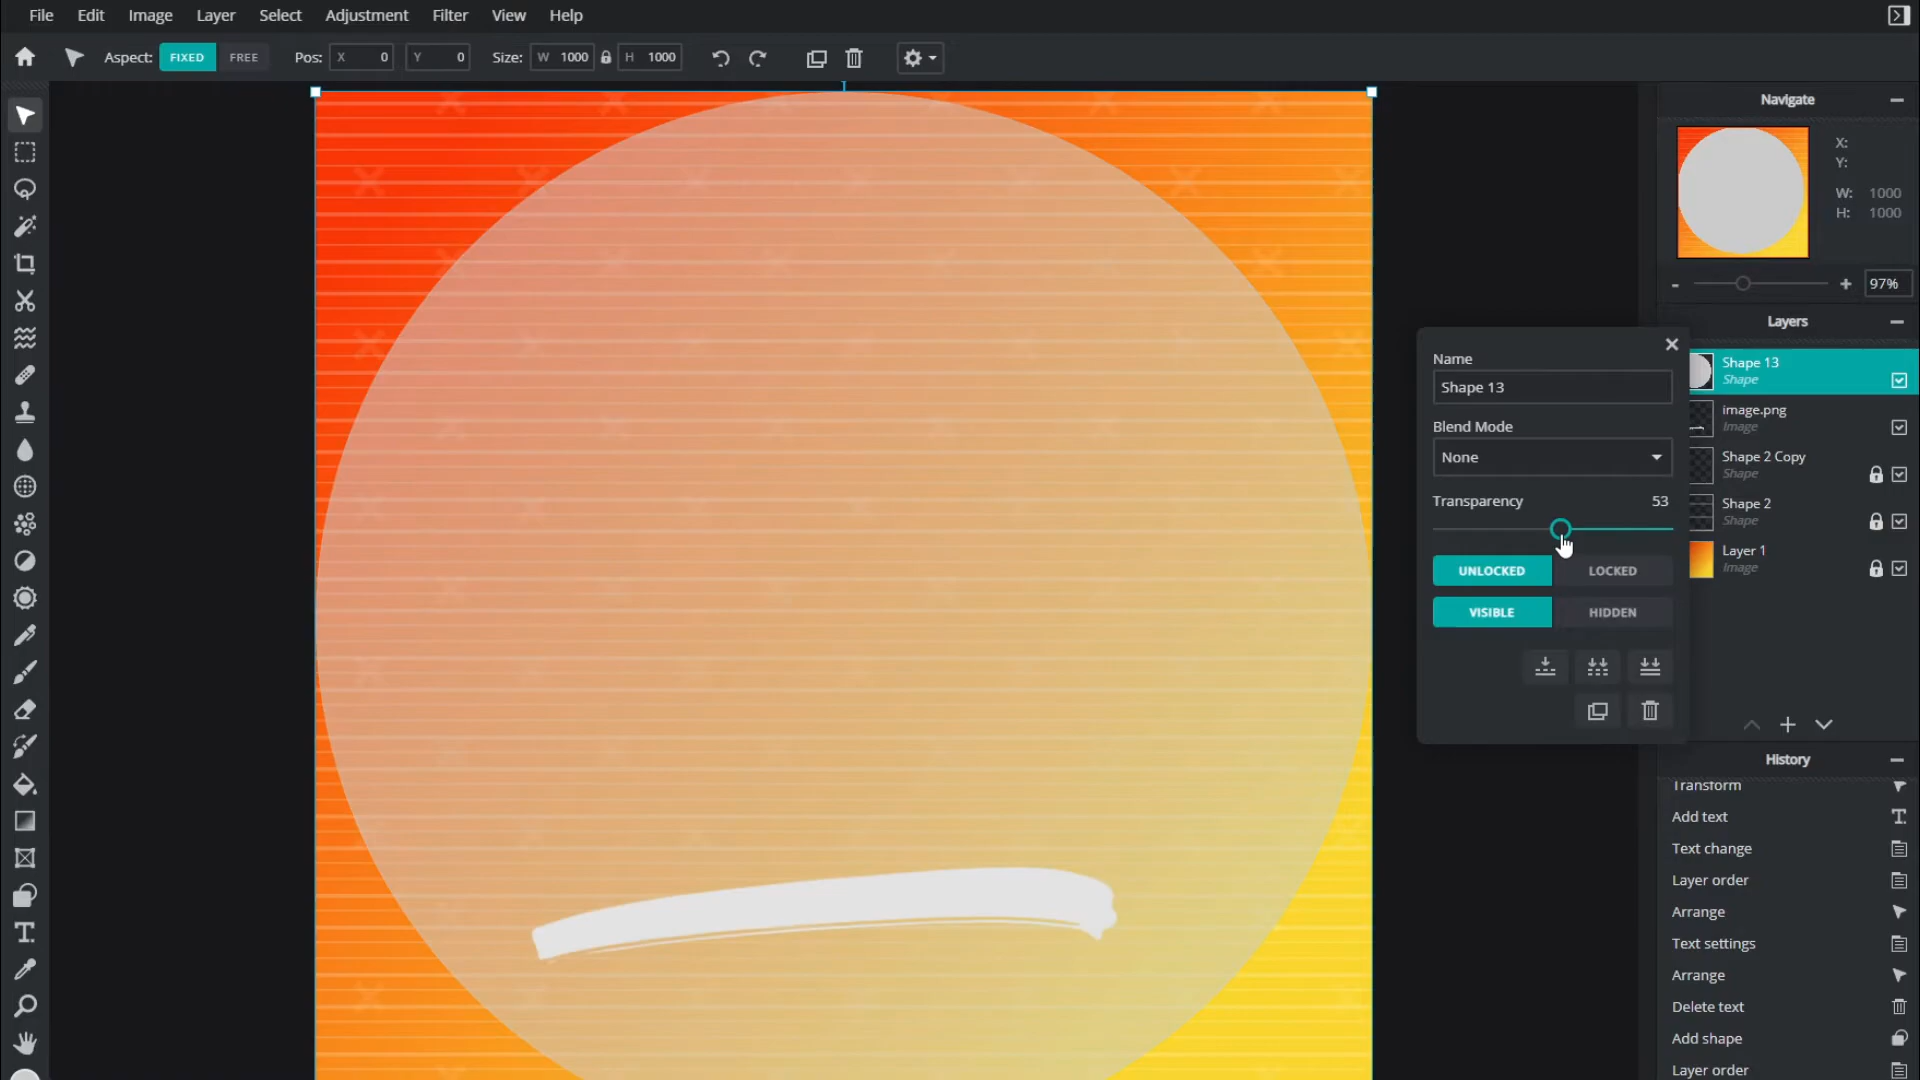 File Edit Image Layer Select Adjustment Filter View Help
Aspect: FIXED FREE Pos: X 0 Y 0 Size: W 1000 H 1000
Navigate
X:
Y:
W: 1000
H: 1000
- + 97%
Layers
Shape 13
Shape
image.png
Image
Shape 2 Copy
Shape
Shape 2
Shape
Layer 1
Image
Name
Shape 13
Blend Mode
None
Transparency 53
UNLOCKED LOCKED
VISIBLE HIDDEN
History
Transform
Add text
Text change
Layer order
Arrange
Text settings
Arrange
Delete text
Add shape
Layer order